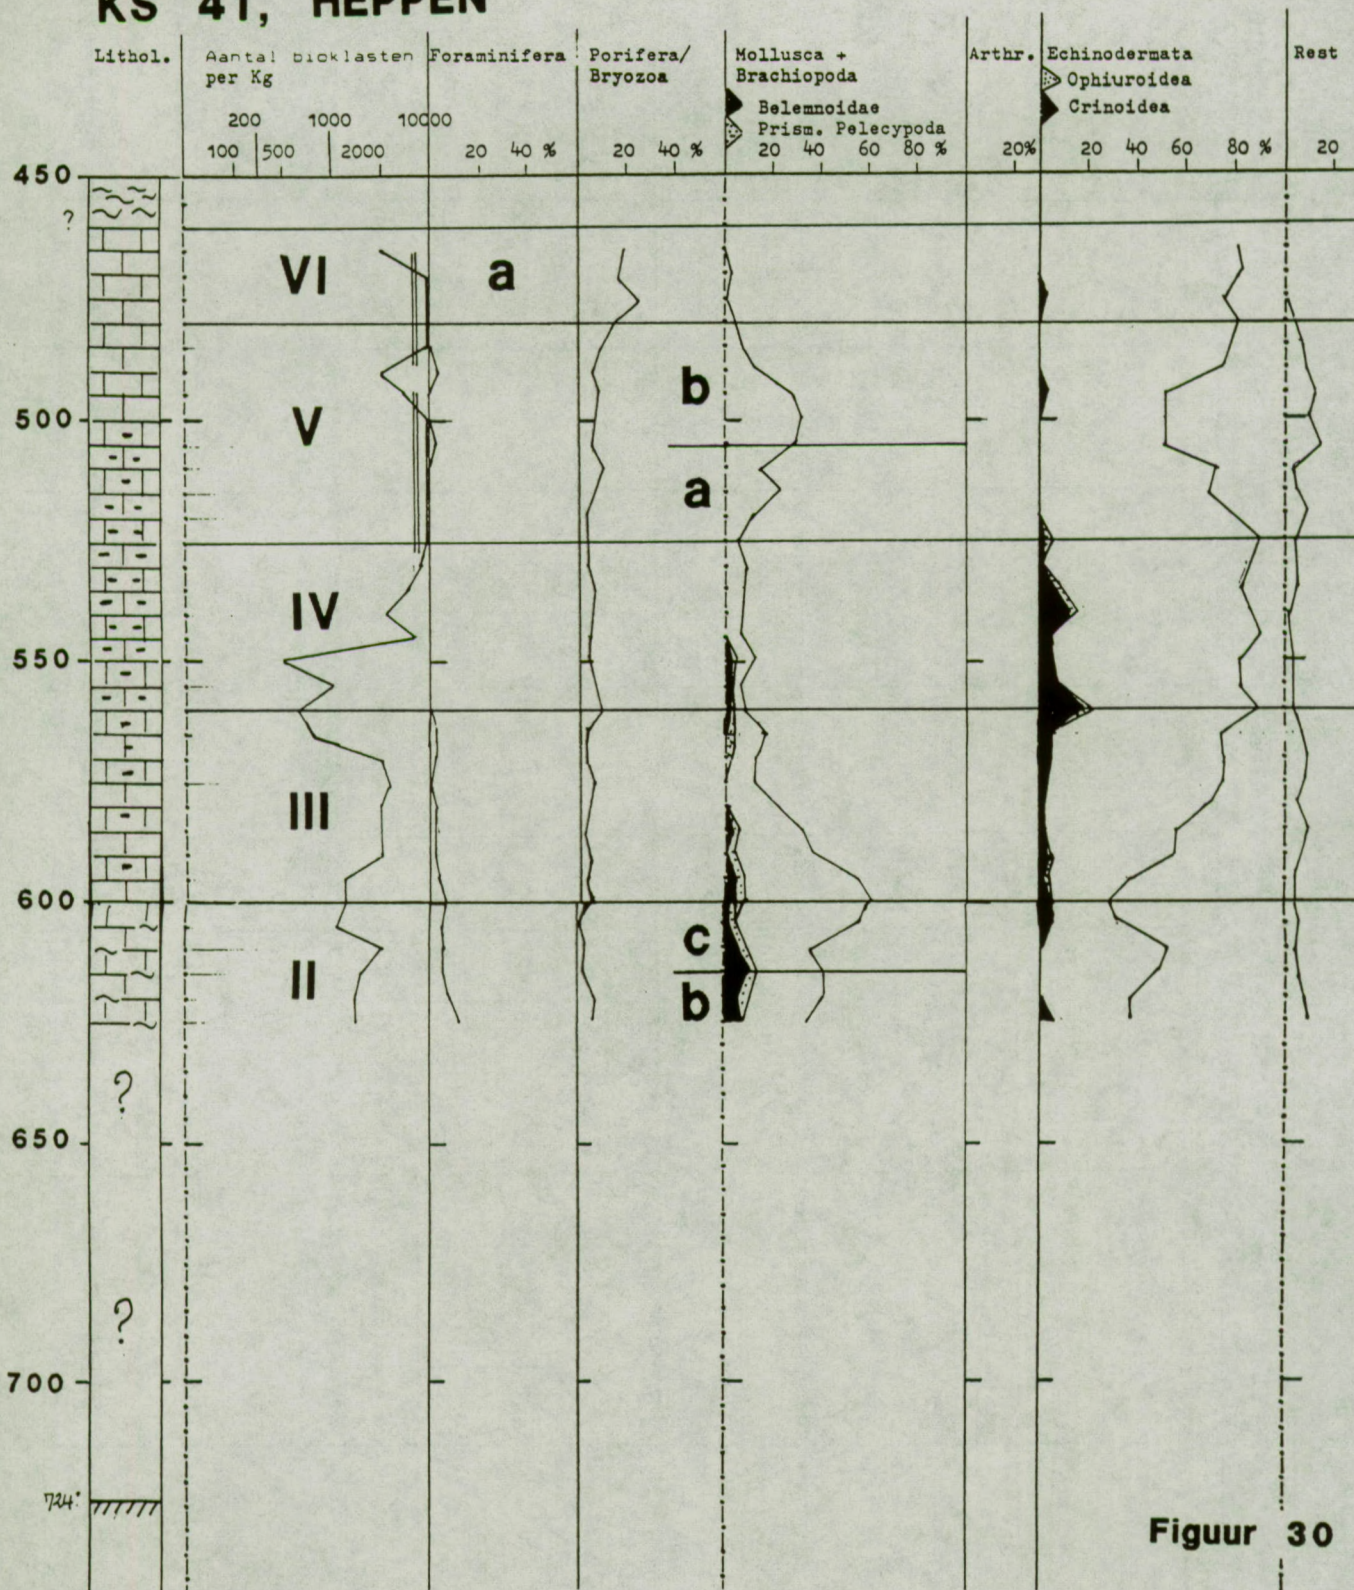 KS 41, HEPPEN
Lithol. Aantal bioklasten Foraminifera Porifera/ Mollusca + Arthr. Echinodermata Rest
per Kg Bryozoa Brachiopoda Ophiuroidea
Belemnoidae Crinoidea
200 1000 10000 Prism. Pelecypoda
100 500 2000 20 40 % 20 40 % 20 40 60 80 % 20% 20 40 60 80 % 20
450
?
VI a
b
500 V
a
IV
550
III
600
c
II
b
?
650
?
700
724
Figuur 30